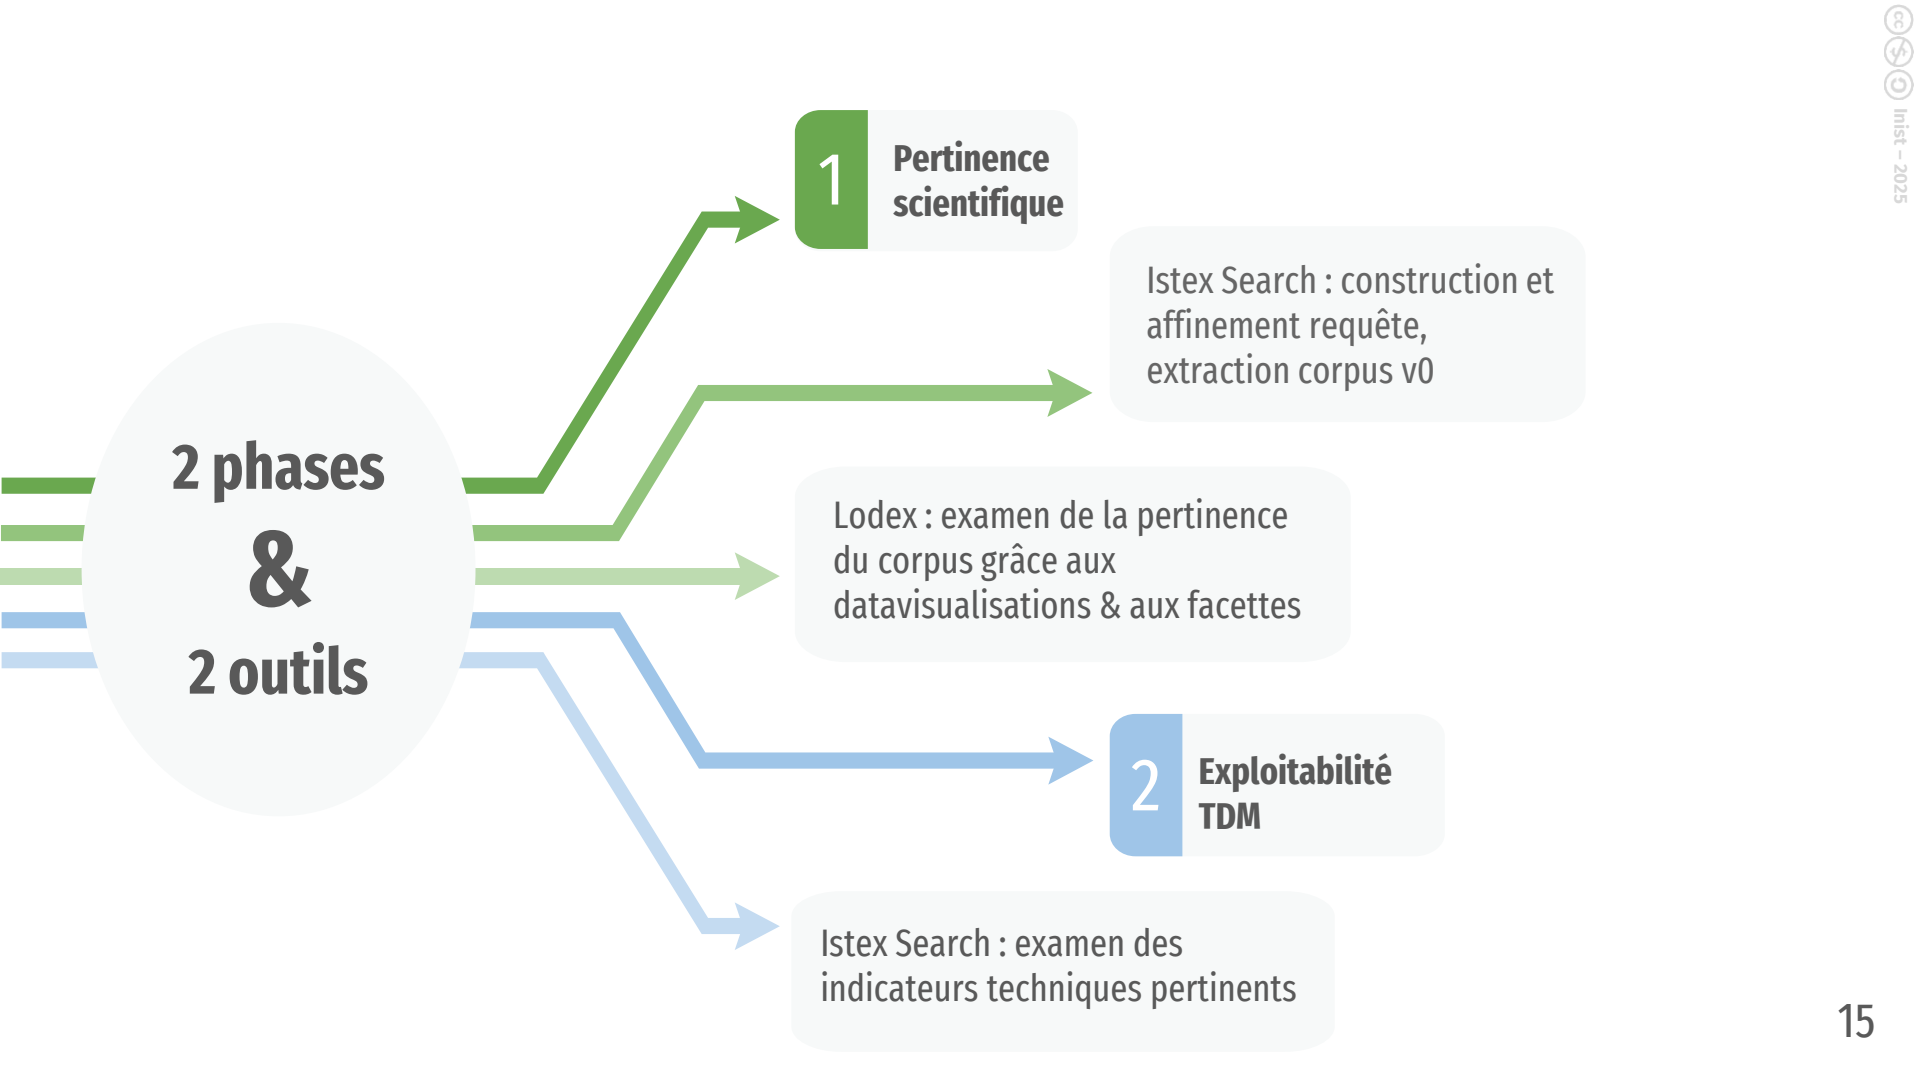 2 phases
&
2 outils
1
Pertinence
scientifique
Istex Search : construction et
affinement requête,
extraction corpus v0
Lodex : examen de la pertinence
du corpus grâce aux
datavisualisations & aux facettes
2
Exploitabilité
TDM
Istex Search : examen des
indicateurs techniques pertinents
cc Inist – 2025
15